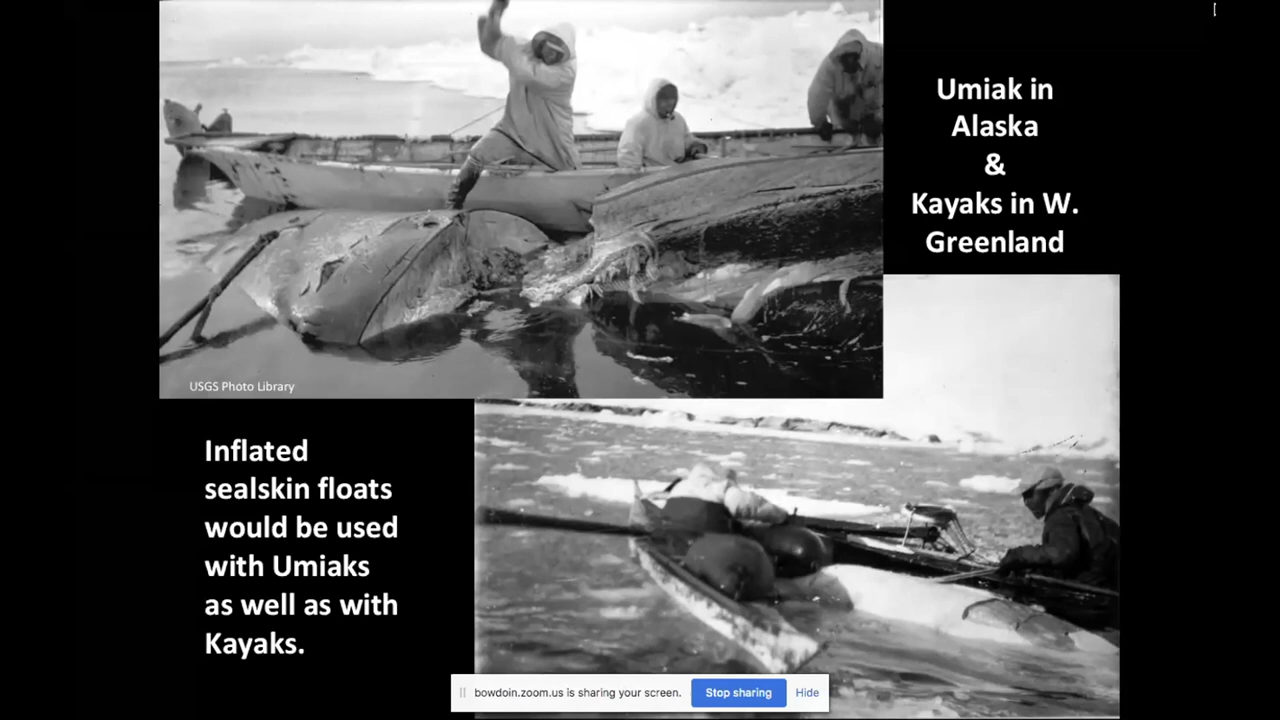 Umiak in
Alaska
&
Kayaks in W.
Greenland
USGS Photo Library
Inflated
sealskin floats
would be used
with Umiaks
as well as with
Kayaks.
bowdoin.zoom.us is sharing your screen. Stop sharing Hide